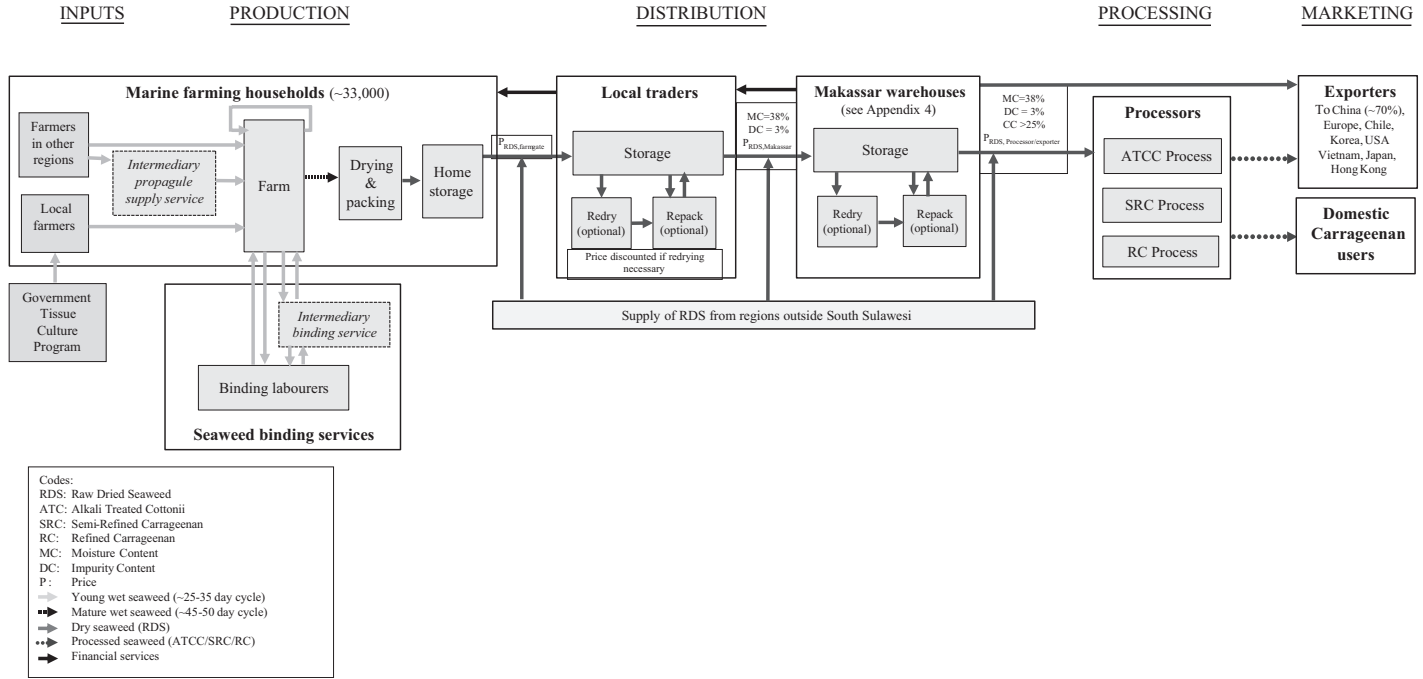 INPUTS
PRODUCTION
DISTRIBUTION
PROCESSING
MARKETING
Marine farming households (~33,000)
Farmers
in other
regions
Intermediary
propagule
supply service
Local
farmers
Government
Tissue
Culture
Program
Farm
Drying
&
packing
Home
storage
Intermediary
binding service
Binding labourers
Seaweed binding services
P RDS,farmgate
Local traders
Storage
Redry
(optional)
Repack
(optional)
Price discounted if redrying
necessary
MC=38%
DC = 3%
P RDS,Makassar
Makassar warehouses
(see Appendix 4)
Storage
Redry
(optional)
Repack
(optional)
MC=38%
DC = 3%
CC >25%
P RDS, Processor/exporter
Supply of RDS from regions outside South Sulawesi
Processors
ATCC Process
SRC Process
RC Process
Exporters
To China (~70%),
Europe, Chile,
Korea, USA
Vietnam, Japan,
Hong Kong
Domestic
Carrageenan
users
Codes:
RDS: Raw Dried Seaweed
ATC: Alkali Treated Cottonii
SRC: Semi-Refined Carrageenan
RC: Refined Carrageenan
MC: Moisture Content
DC: Impurity Content
P : Price
Young wet seaweed (~25-35 day cycle)
Mature wet seaweed (~45-50 day cycle)
Dry seaweed (RDS)
Processed seaweed (ATCC/SRC/RC)
Financial services